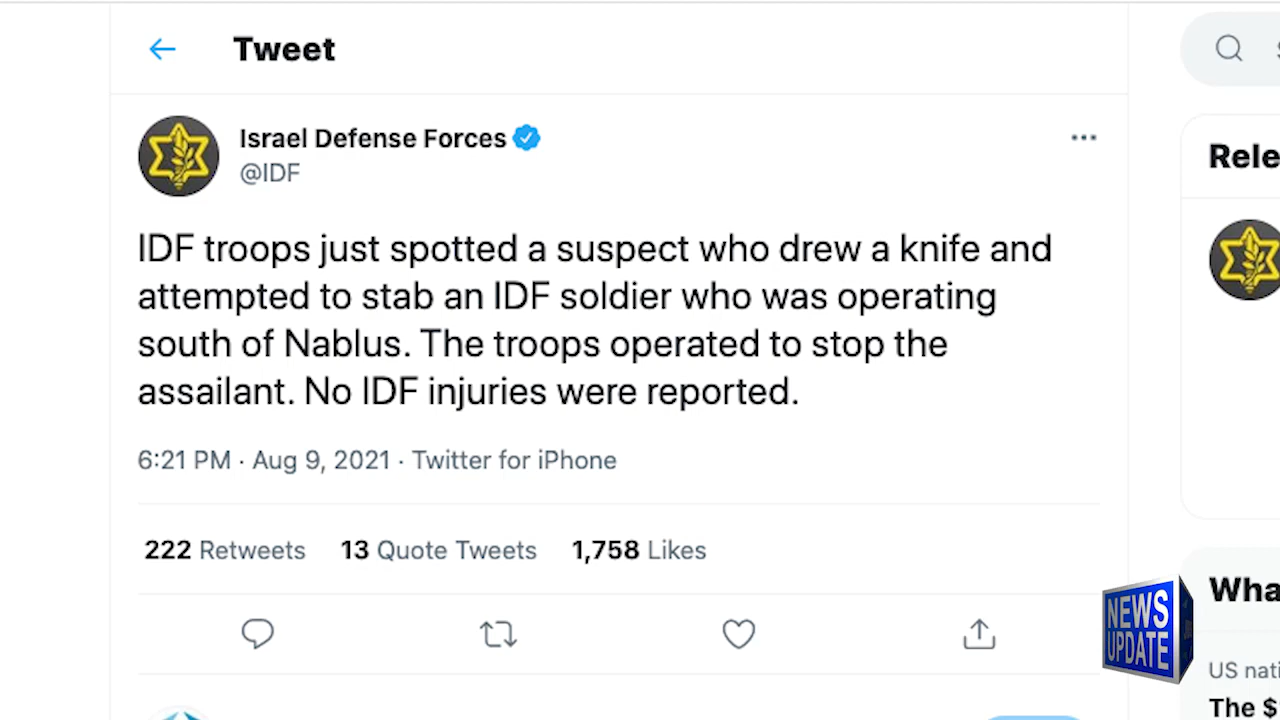 Tweet
Israel Defense Forces
@IDF
IDF troops just spotted a suspect who drew a knife and
attempted to stab an IDF soldier who was operating
south of Nablus. The troops operated to stop the
assailant. No IDF injuries were reported.
6:21 PM · Aug 9, 2021 · Twitter for iPhone
222 Retweets 13 Quote Tweets 1,758 Likes
NEWS
UPDATE
US
The $